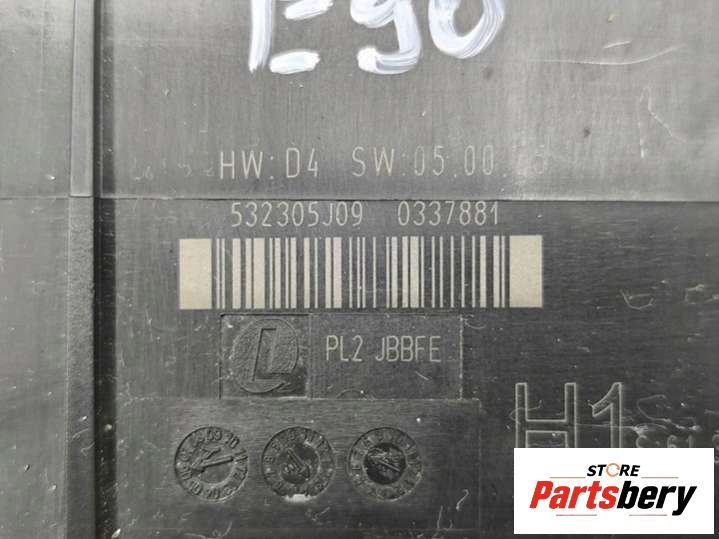 E90
HW:D4 SW:05.00
532305J09 0337881
L
PL2 JBBFE
H1
STORE
Partsbery